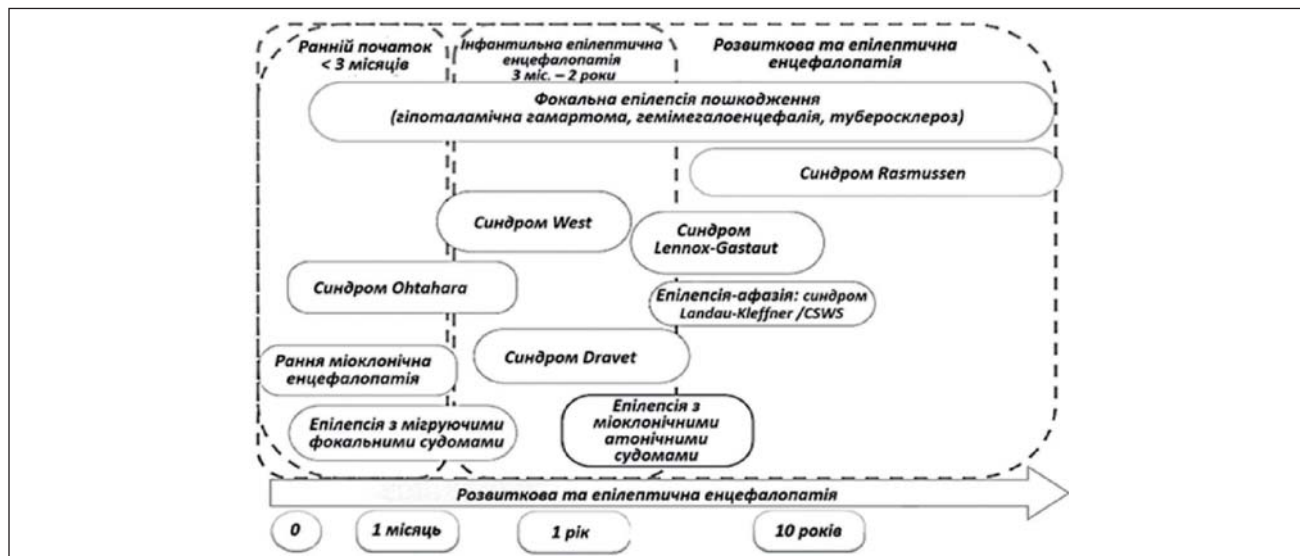 Ранній початок
< 3 місяців
Інфантильна епілептична
енцефалопатія
3 міс. – 2 роки
Розвиткова та епілептична
енцефалопатія
Фокальна епілепсія пошкодження
(гіпоталамічна гамартома, гемімегалоенцефалія, туберосклероз)
Синдром Rasmussen
Синдром West
Синдром
Lennox-Gastaut
Синдром Ohtahara
Епілепсія-афазія: синдром
Landau-Kleffner /CSWS
Рання міоклонічна
енцефалопатія
Синдром Dravet
Епілепсія з мігруючими
фокальними судомами
Епілепсія з
міоклонічними
атонічними
судомами
Розвиткова та епілептична енцефалопатія
0
1 місяць
1 рік
10 років